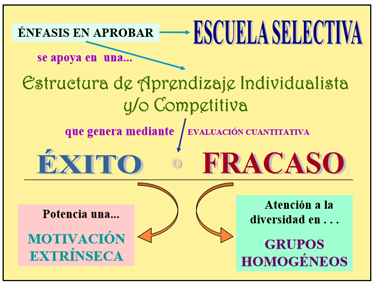 ÉNFASIS EN APROBAR
ESCUELA SELECTIVA
se apoya en una...
Estructura de Aprendizaje Individualista
y/o Competitiva
que genera mediante EVALUACIÓN CUANTITATIVA
ÉXITO o FRACASO
Potencia una...
MOTIVACIÓN
EXTRÍNSECA
Atención a la
diversidad en . . .
GRUPOS
HOMOGÉNEOS